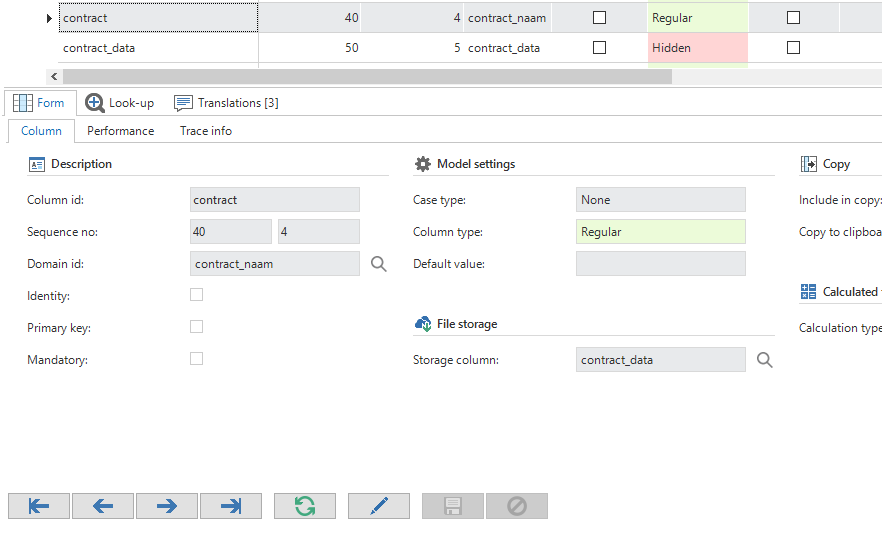 contract 40 4 contract_naam Regular
contract_data 50 5 contract_data Hidden
Form Look-up Translations [3]
Column Performance Trace info
Description
Column id: contract
Sequence no: 40 4
Domain id: contract_naam
Identity:
Primary key:
Mandatory:
Model settings
Case type: None
Column type: Regular
Default value:
File storage
Storage column: contract_data
Copy
Include in copy:
Copy to clipboa
Calculated
Calculation type